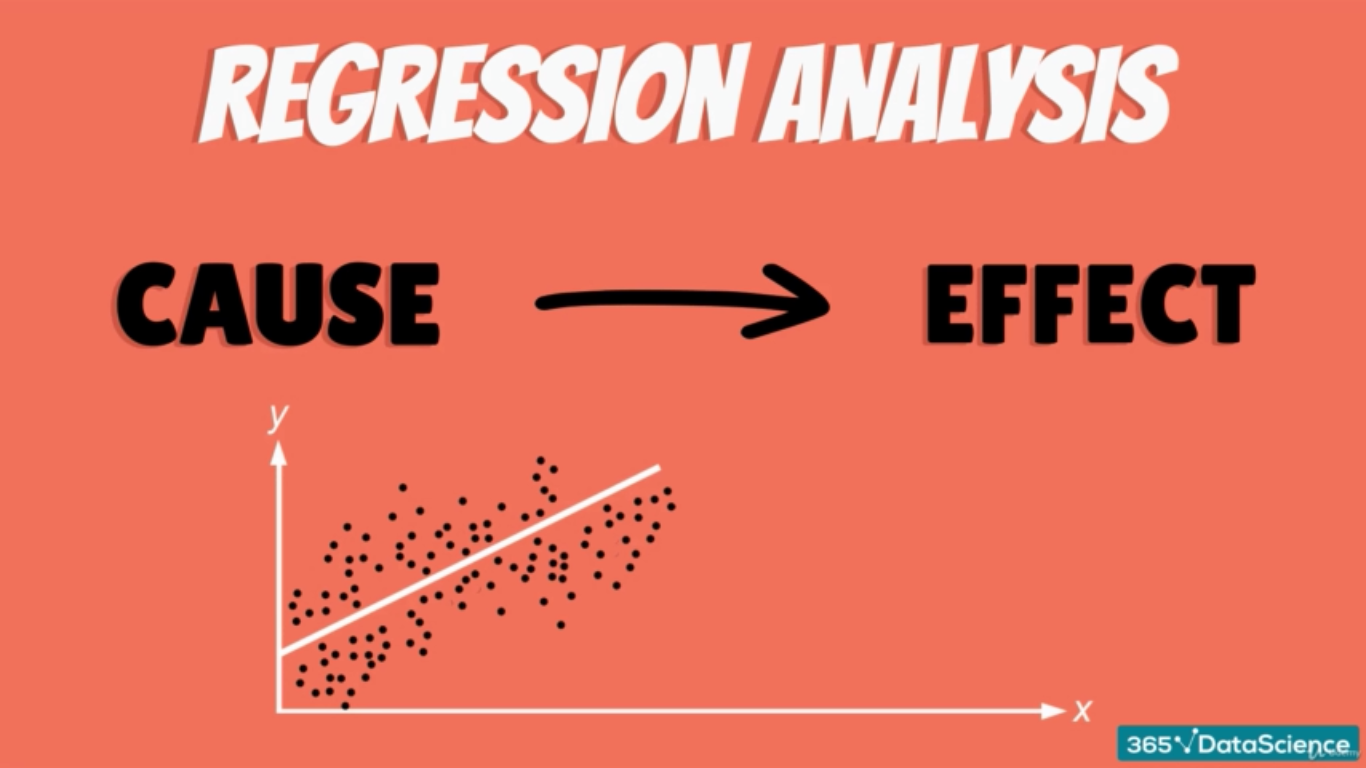 REGRESSION ANALYSIS
CAUSE EFFECT
y
x
365 DataScience